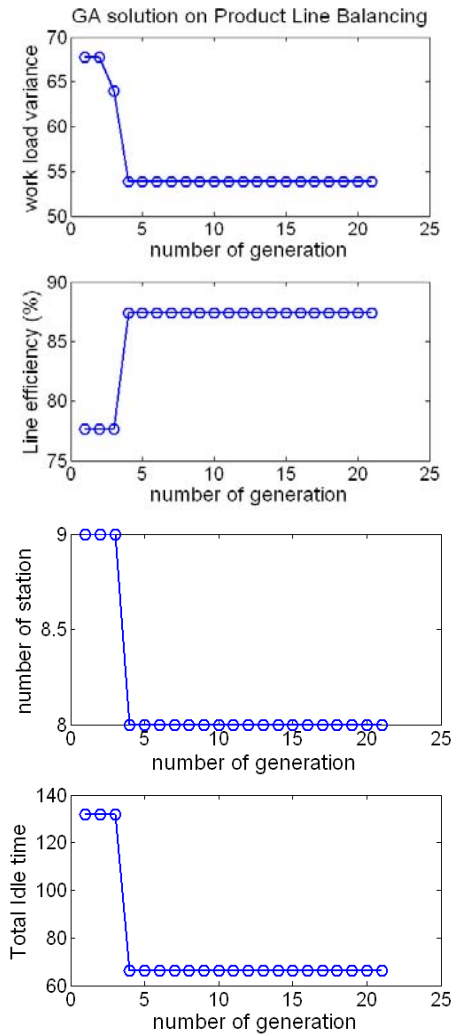 GA solution on Product Line Balancing
70
65
60
55
50
0 5 10 15 20 25
work load variance
number of generation
90
85
80
75
0 5 10 15 20 25
Line efficiency (%)
number of generation
9
8.5
8
0 5 10 15 20 25
number of station
number of generation
140
120
100
80
60
0 5 10 15 20 25
Total Idle time
number of generation